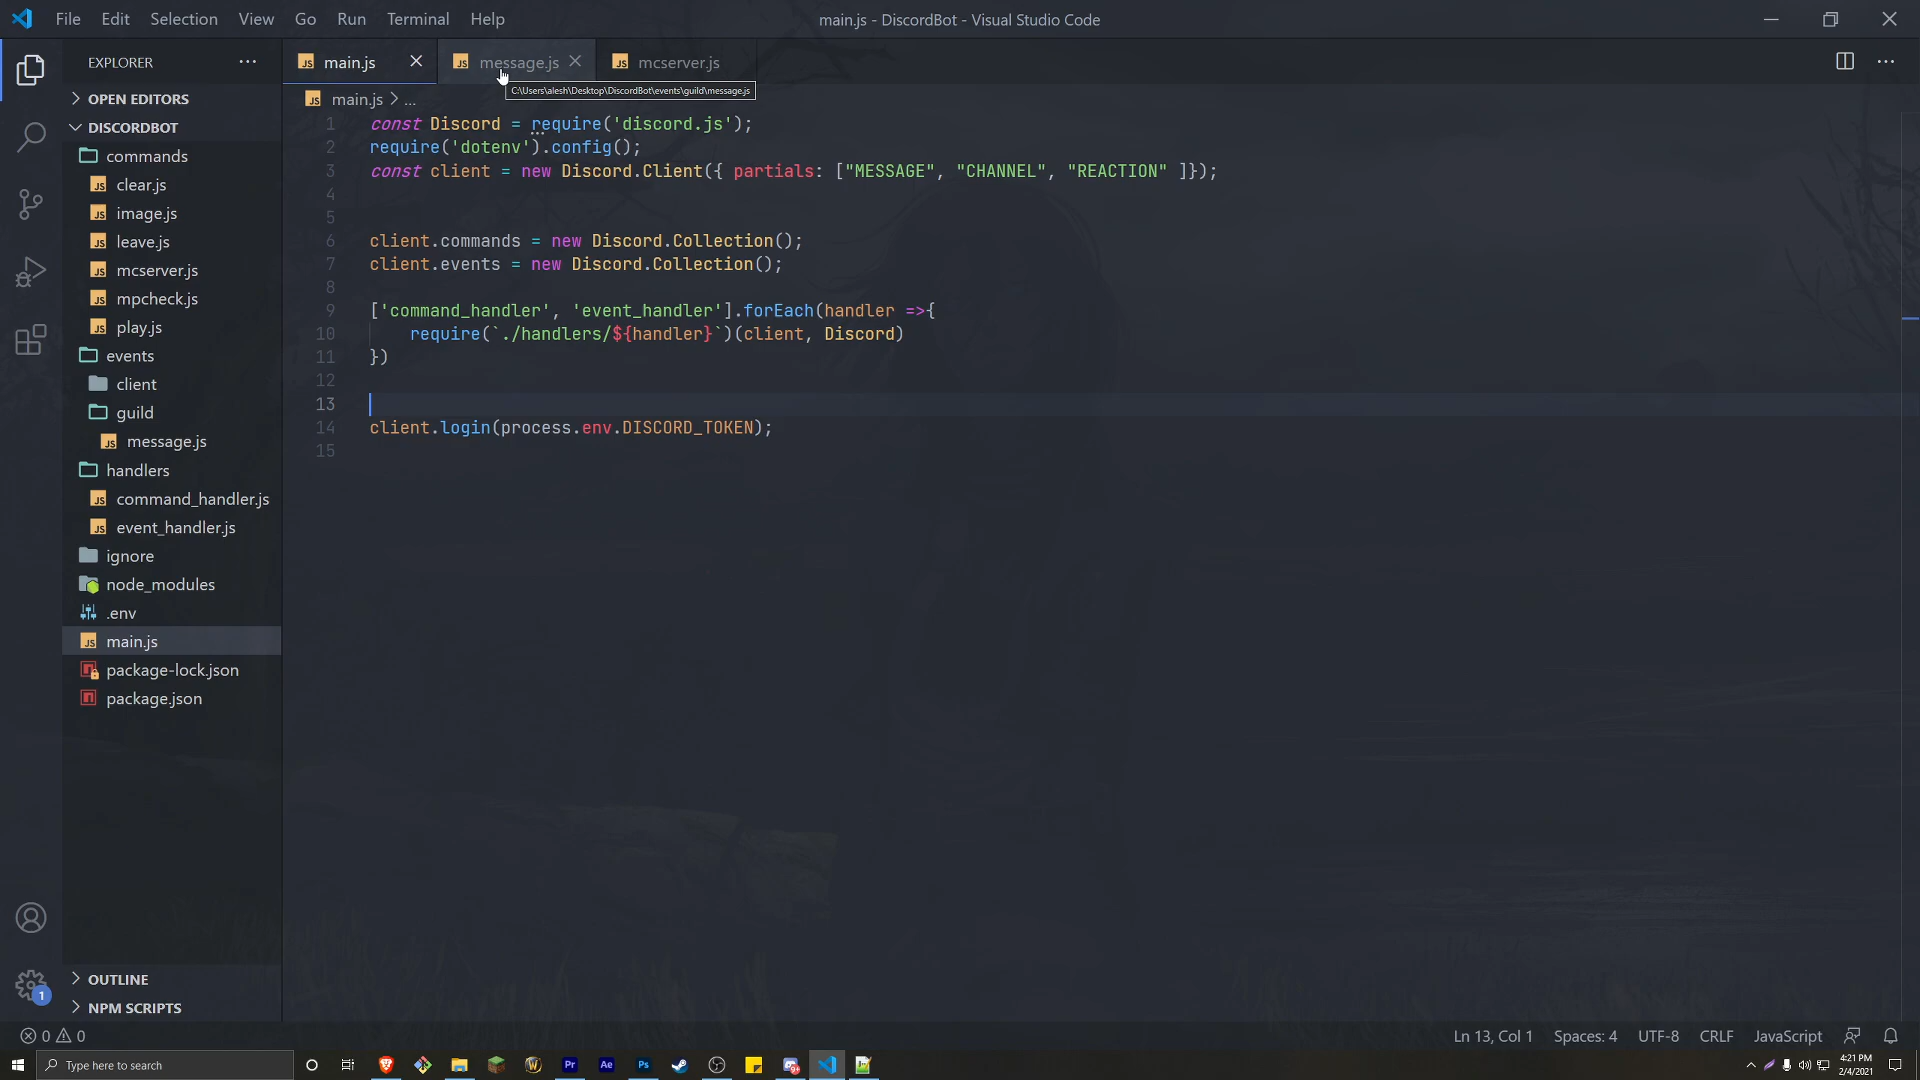 File Edit Selection View Go Run Terminal Help
main.js - DiscordBot - Visual Studio Code
EXPLORER
main.js
message.js
mcserver.js
C:\Users\alesh\Desktop\DiscordBot\events\guild\message.js
OPEN EDITORS
DISCORDBOT
commands
clear.js
image.js
leave.js
mcserver.js
mpcheck.js
play.js
events
client
guild
message.js
handlers
command_handler.js
event_handler.js
ignore
node_modules
.env
main.js
package-lock.json
package.json
OUTLINE
NPM SCRIPTS
main.js > ...
1 const Discord = require('discord.js');
2 require('dotenv').config();
3 const client = new Discord.Client({ partials: ["MESSAGE", "CHANNEL", "REACTION" ]});
4
5
6 client.commands = new Discord.Collection();
7 client.events = new Discord.Collection();
8
9 ['command_handler', 'event_handler'].forEach(handler =>{
10 require(`./handlers/${handler}`)(client, Discord)
11 })
12
13
14 client.login(process.env.DISCORD_TOKEN);
15
1
0 0
Ln 13, Col 1 Spaces: 4 UTF-8 CRLF JavaScript
Type here to search
Pr Ae Ps
4:21 PM
2/4/2021